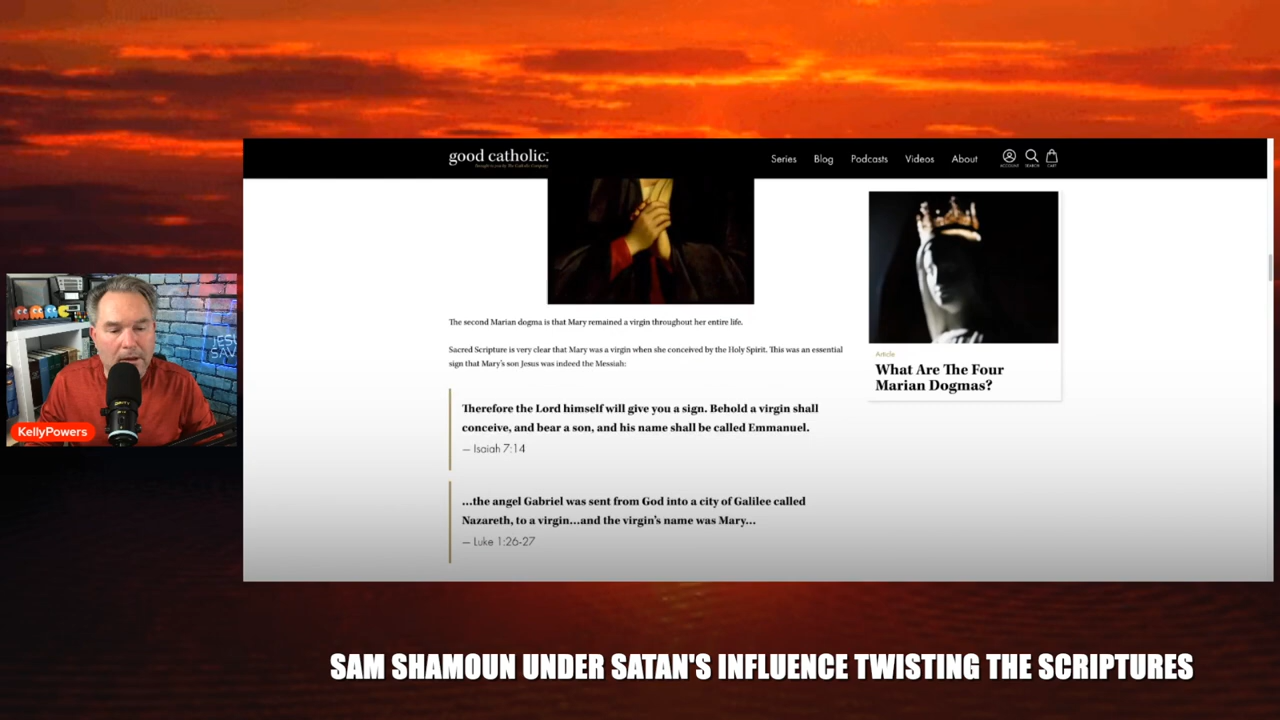 good catholic.
Series Blog Podcasts Videos About
ACCOUNT SEARCH CART
The second Marian dogma is that Mary remained a virgin throughout her entire life.
Sacred Scripture is very clear that Mary was a virgin when she conceived by the Holy Spirit. This was an essential
sign that Mary's son Jesus was indeed the Messiah:
Therefore the Lord himself will give you a sign. Behold a virgin shall
conceive, and bear a son, and his name shall be called Emmanuel.
— Isaiah 7:14
...the angel Gabriel was sent from God into a city of Galilee called
Nazareth, to a virgin...and the virgin's name was Mary...
— Luke 1:26-27
Article
What Are The Four
Marian Dogmas?
KellyPowers
SAM SHAMOUN UNDER SATAN'S INFLUENCE TWISTING THE SCRIPTURES